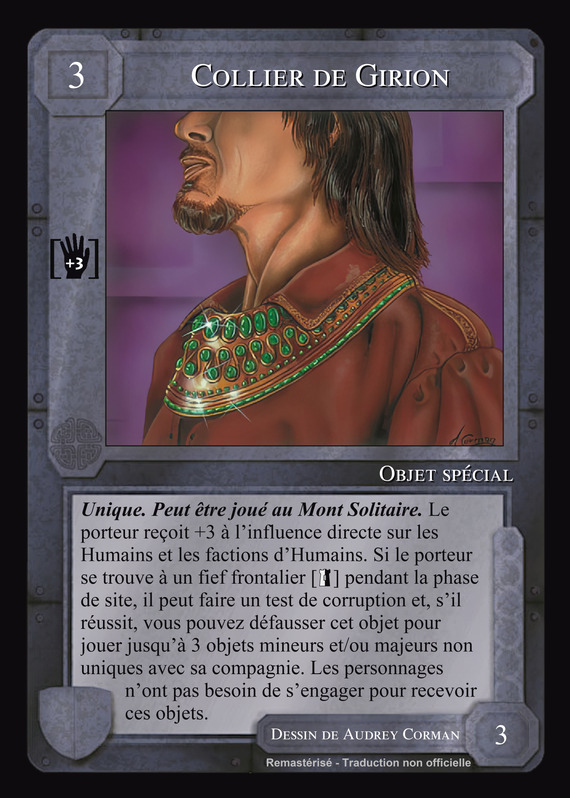 3
COLLIER DE GIRION
[+3]
OBJET SPÉCIAL
Unique. Peut être joué au Mont Solitaire. Le
porteur reçoit +3 à l’influence directe sur les
Humains et les factions d’Humains. Si le porteur
se trouve à un fief frontalier [ ] pendant la phase
de site, il peut faire un test de corruption et, s’il
réussit, vous pouvez défausser cet objet pour
jouer jusqu’à 3 objets mineurs et/ou majeurs non
uniques avec sa compagnie. Les personnages
n’ont pas besoin de s’engager pour recevoir
ces objets.
DESSIN DE AUDREY CORMAN
3
Remastérisé - Traduction non officielle